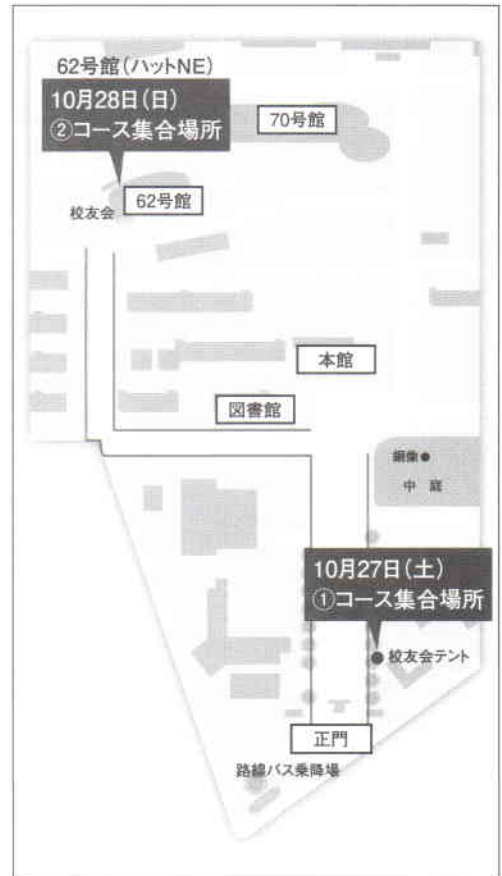 62号館（ハットNE）
10月28日（日）
②コース集合場所
70号館
62号館
校友会
本館
図書館
銅像
中 庭
10月27日（土）
①コース集合場所
校友会テント
正門
路線バス乗降場